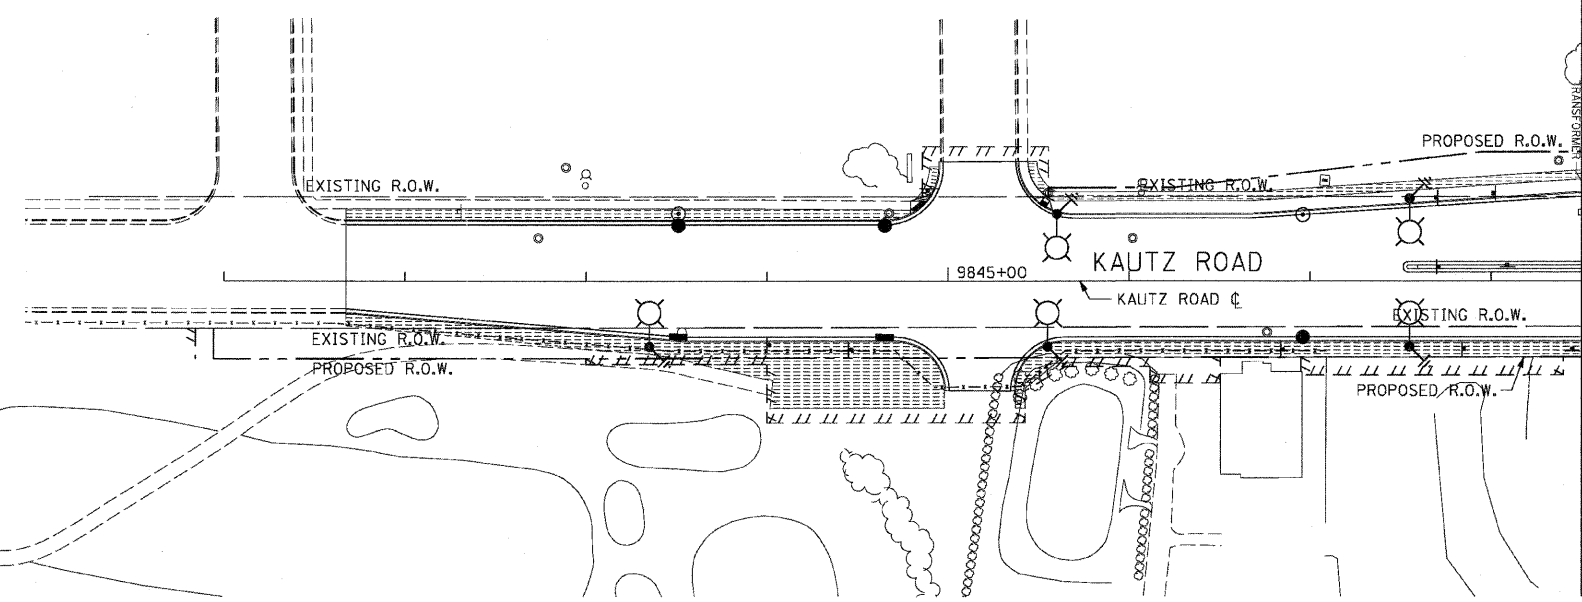 PROPOSED R.O.W.
TRANSFORMER
EXISTING R.O.W.
EXISTING R.O.W.
KAUTZ ROAD
9845+00
KAUTZ ROAD ℄
EXISTING R.O.W.
EXISTING R.O.W.
PROPOSED R.O.W.
PROPOSED R.O.W.